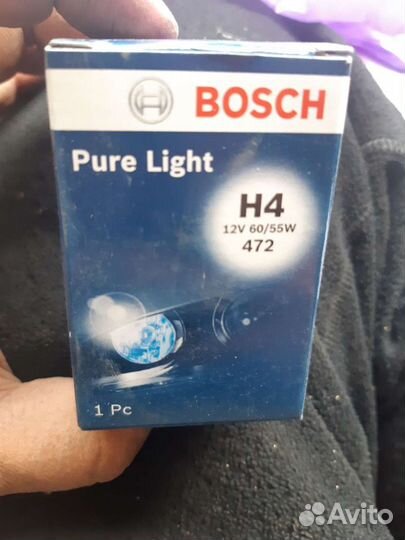 BOSCH
Pure Light
H4
12V 60/55W
472
1 Pc
Avito